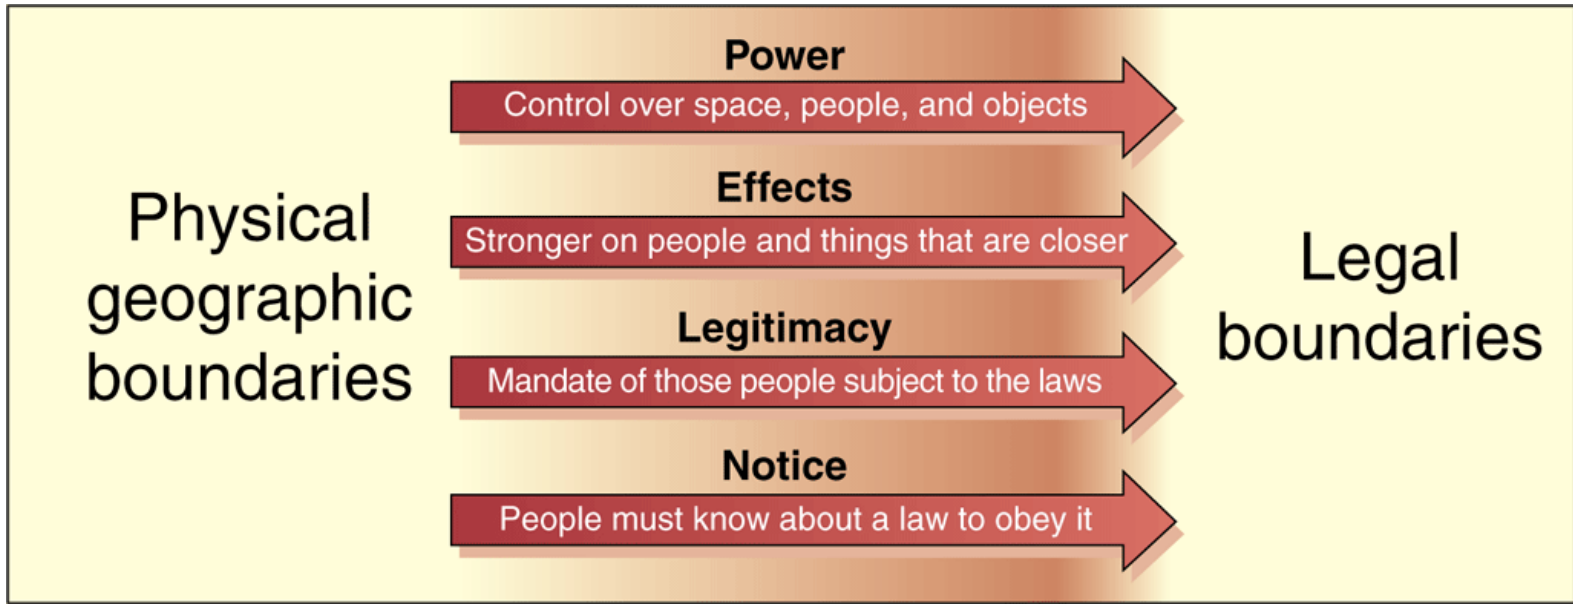 Physical
geographic
boundaries
Power
Control over space, people, and objects
Effects
Stronger on people and things that are closer
Legitimacy
Mandate of those people subject to the laws
Notice
People must know about a law to obey it
Legal
boundaries